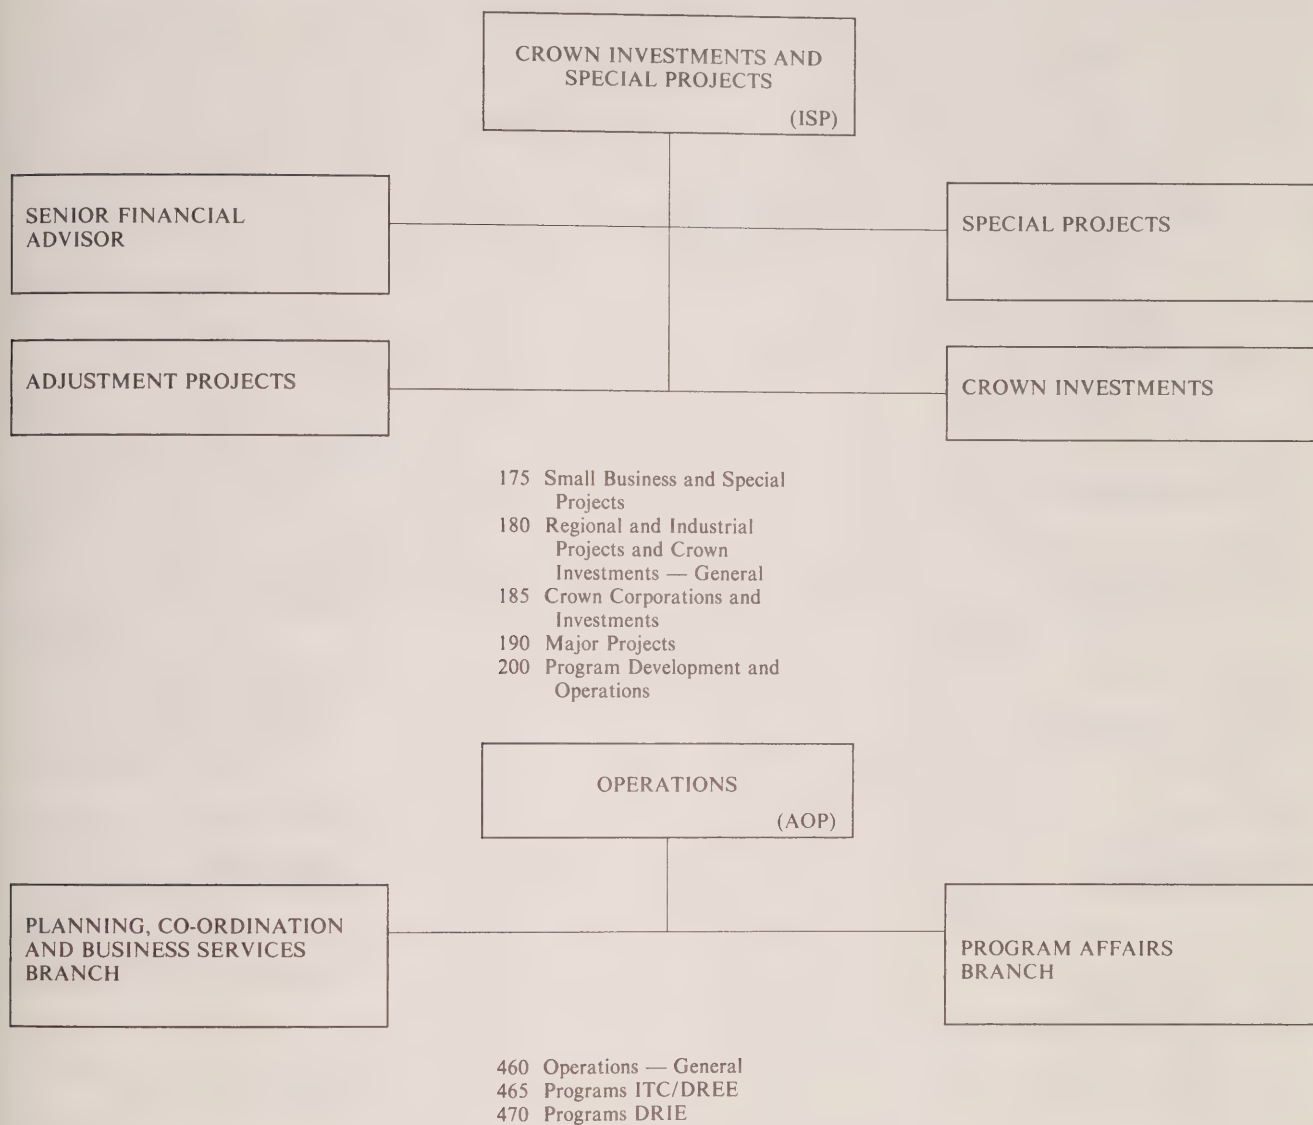 CROWN INVESTMENTS AND
SPECIAL PROJECTS
(ISP)
SENIOR FINANCIAL
ADVISOR
SPECIAL PROJECTS
ADJUSTMENT PROJECTS
CROWN INVESTMENTS
175 Small Business and Special
Projects
180 Regional and Industrial
Projects and Crown
Investments — General
185 Crown Corporations and
Investments
190 Major Projects
200 Program Development and
Operations
OPERATIONS
(AOP)
PLANNING, CO-ORDINATION
AND BUSINESS SERVICES
BRANCH
PROGRAM AFFAIRS
BRANCH
460 Operations — General
465 Programs ITC/DREE
470 Programs DRIE